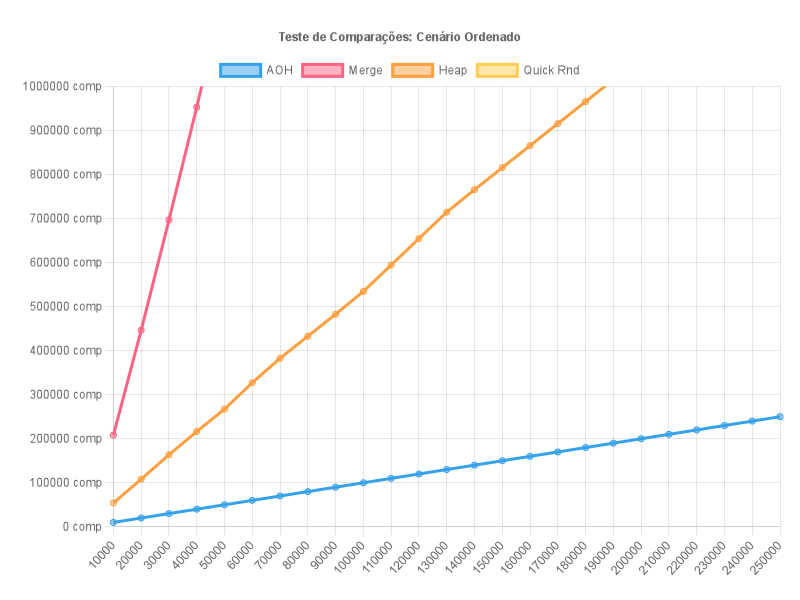 Teste de Comparações: Cenário Ordenado
AOH Merge Heap Quick Rnd
1000000 comp
900000 comp
800000 comp
700000 comp
600000 comp
500000 comp
400000 comp
300000 comp
200000 comp
100000 comp
0 comp
10000 20000 30000 40000 50000 60000 70000 80000 90000 100000 110000 120000 130000 140000 150000 160000 170000 180000 190000 200000 210000 220000 230000 240000 250000